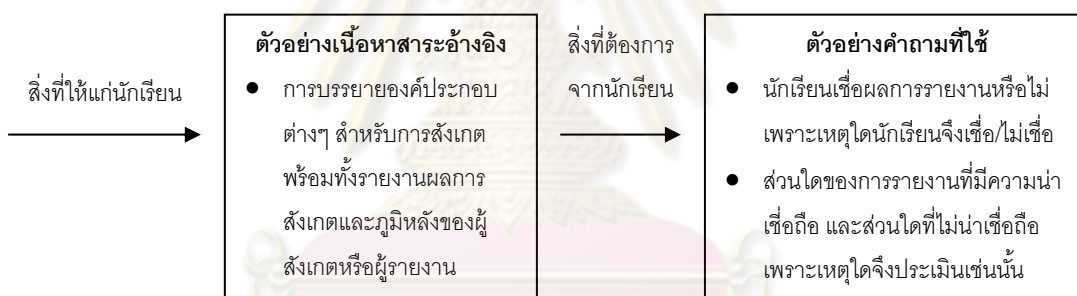 สิ่งที่ให้แก่นักเรียน
ตัวอย่างเนื้อหาสาระอ้างอิง
● การบรรยายองค์ประกอบ
ต่างๆ สำหรับการสังเกต
พร้อมทั้งรายงานผลการ
สังเกตและภูมิหลังของผู้
สังเกตหรือผู้รายงาน
สิ่งที่ต้องการ
จากนักเรียน
ตัวอย่างคำถามที่ใช้
● นักเรียนเชื่อผลการรายงานหรือไม่
เพราะเหตุใดนักเรียนจึงเชื่อ/ไม่เชื่อ
● ส่วนใดของการรายงานที่มีความน่า
เชื่อถือ และส่วนใดที่ไม่น่าเชื่อถือ
เพราะเหตุใดจึงประเมินเช่นนั้น